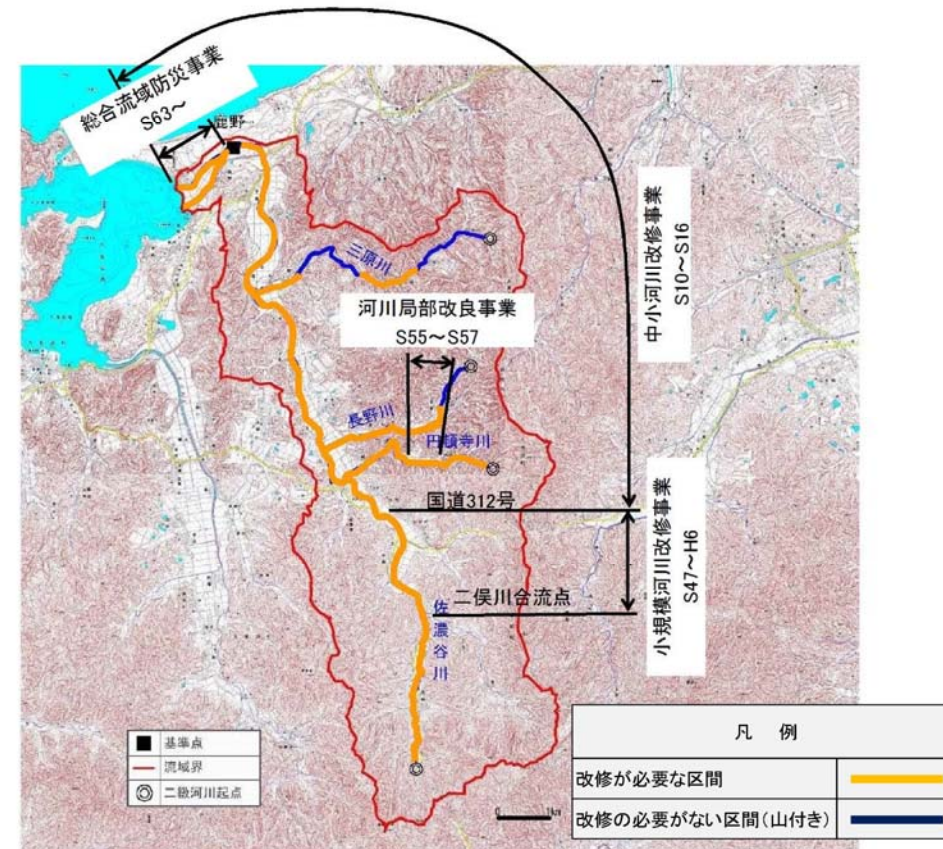 総合流域防災事業
S63～
鹿野
三原川
中小河川改修事業
S10～S16
河川局部改良事業
S55～S57
長野川
円頓寺川
国道312号
小規模河川改修事業
S47～H6
二俣川合流点
佐濃谷川
基準点
流域界
二級河川起点
0 1km
凡 例
改修が必要な区間
改修の必要がない区間(山付き)